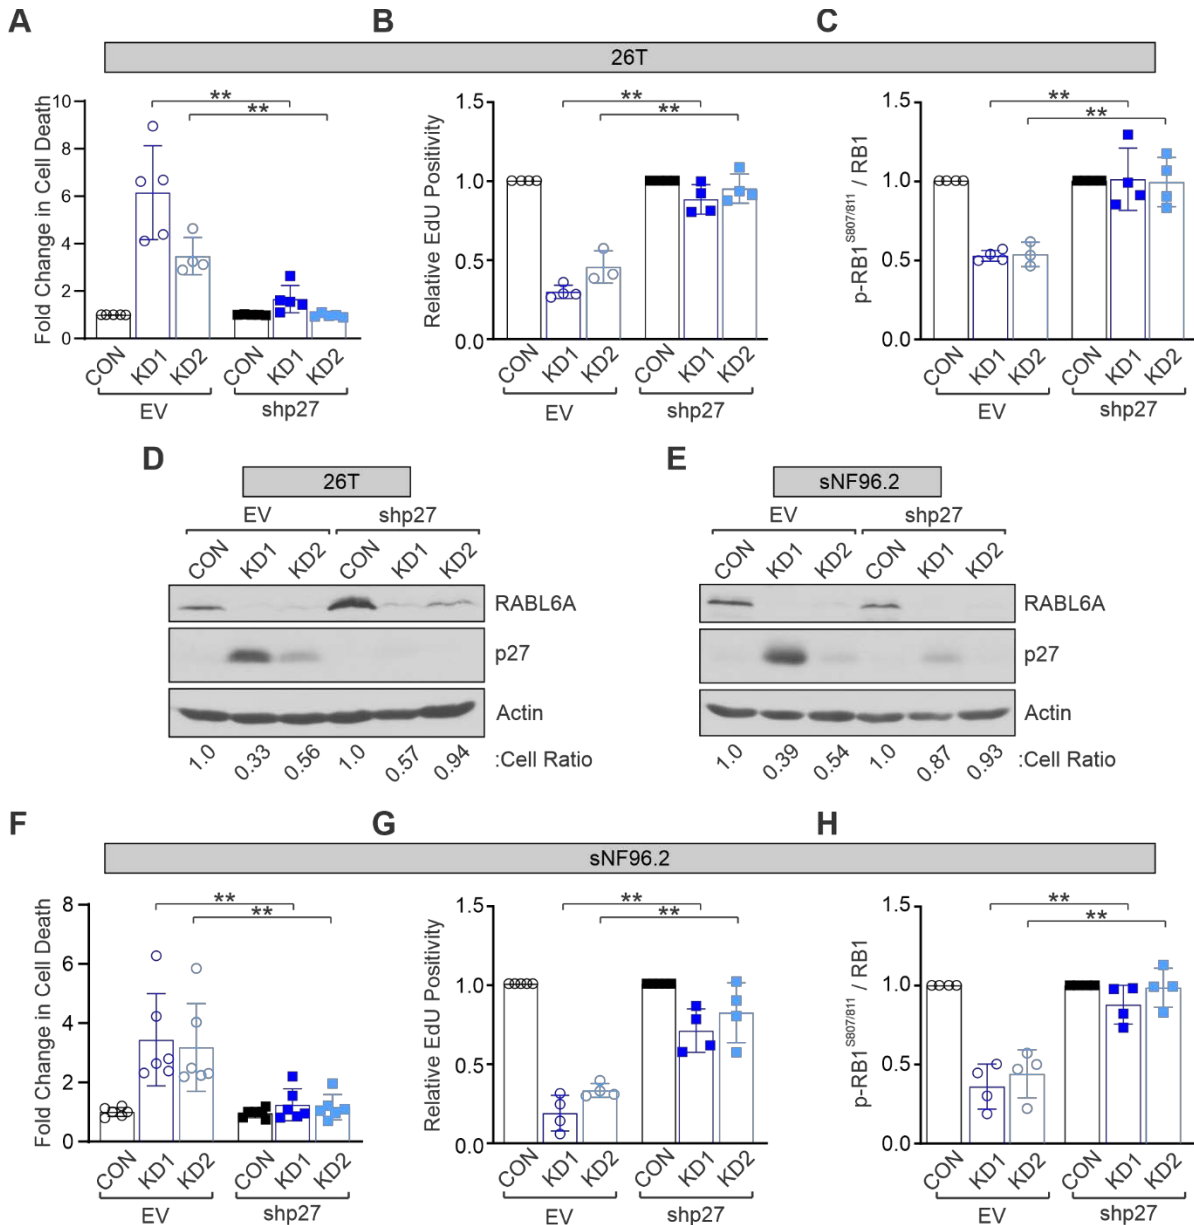 A
B
C
26T
Fold Change in Cell Death
10
8
6
4
2
0
**
**
CON
KD1
KD2
CON
KD1
KD2
EV
shp27
Relative EdU Positivity
1.5
1.0
0.5
0.0
**
**
CON
KD1
KD2
CON
KD1
KD2
EV
shp27
p-RB1 S807/811 / RB1
1.5
1.0
0.5
0.0
**
**
CON
KD1
KD2
CON
KD1
KD2
EV
shp27
D
26T
EV
shp27
CON
KD1
KD2
CON
KD1
KD2
RABL6A
p27
Actin
1.0 0.33 0.56 1.0 0.57 0.94 :Cell Ratio
E
sNF96.2
EV
shp27
CON
KD1
KD2
CON
KD1
KD2
RABL6A
p27
Actin
1.0 0.39 0.54 1.0 0.87 0.93 :Cell Ratio
F
G
H
sNF96.2
Fold Change in Cell Death
8
6
4
2
0
**
**
CON
KD1
KD2
CON
KD1
KD2
EV
shp27
Relative EdU Positivity
1.5
1.0
0.5
0.0
**
**
CON
KD1
KD2
CON
KD1
KD2
EV
shp27
p-RB1 S807/811 / RB1
1.5
1.0
0.5
0.0
**
**
CON
KD1
KD2
CON
KD1
KD2
EV
shp27